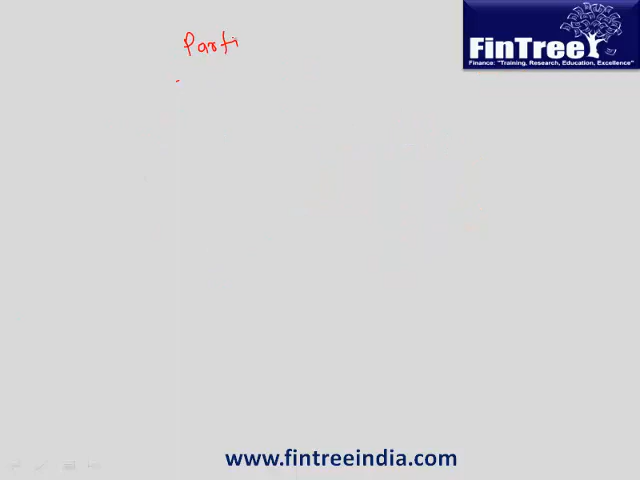 Parti
FinTree
Finance: "Training, Research, Education, Excellence"
www.fintreeindia.com